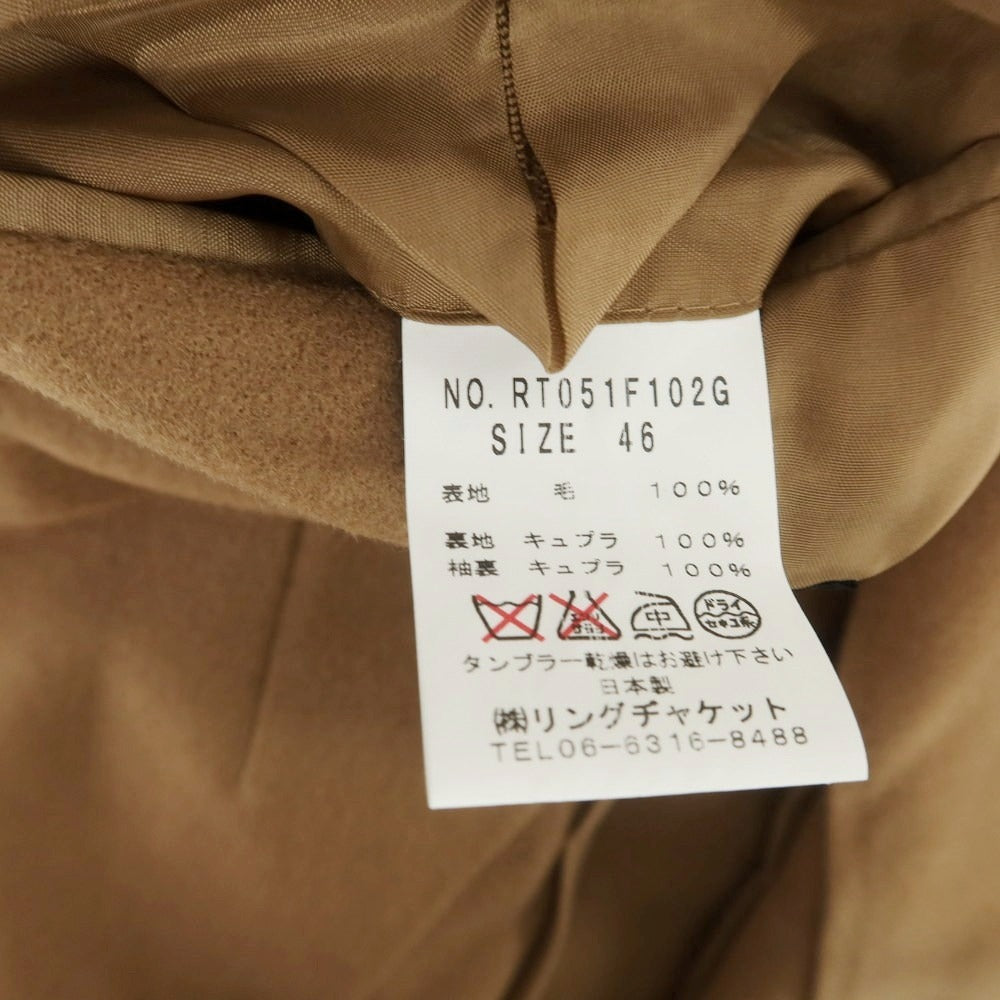 NO. RT051F102G
SIZE 46
表地 毛 100%
裏地 キュプラ 100%
袖裏 キュプラ 100%
中 ドライ セキユ系
タンブラー乾燥はお避け下さい
日本製
㈱リングヂャケット
TEL06-6316-8488